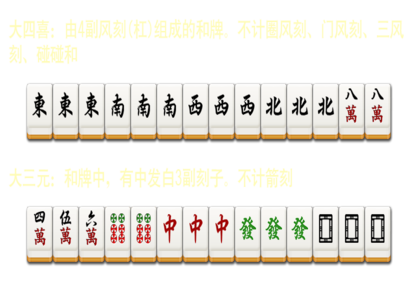 大四喜：由4副风刻(杠)组成的和牌。不计圈风刻、门风刻、三风
刻、碰碰和
東 東 東 南 南 南 西 西 西 北 北 北 八萬 八萬
大三元：和牌中，有中发白3副刻子。不计箭刻
四萬 伍萬 六萬 中 中 中 發 發 發